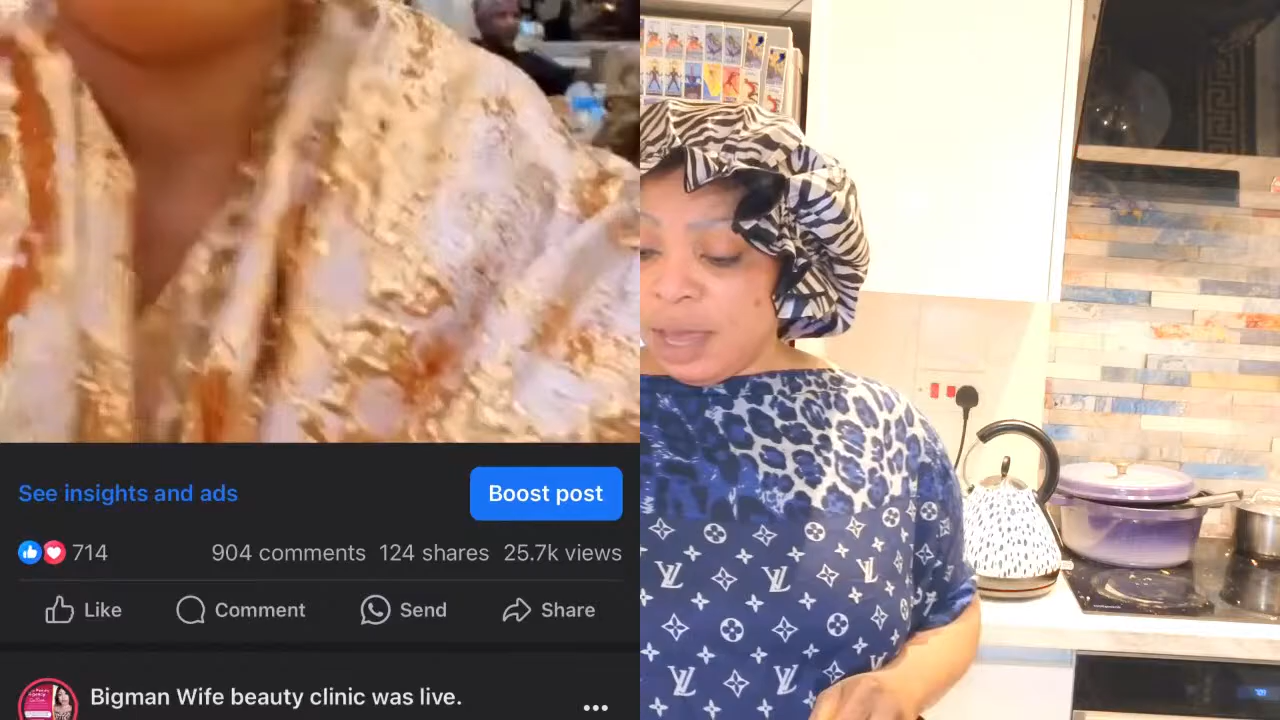 See insights and ads
Boost post
714
904 comments 124 shares 25.7k views
Like
Comment
Send
Share
Bigman Wife beauty clinic was live.